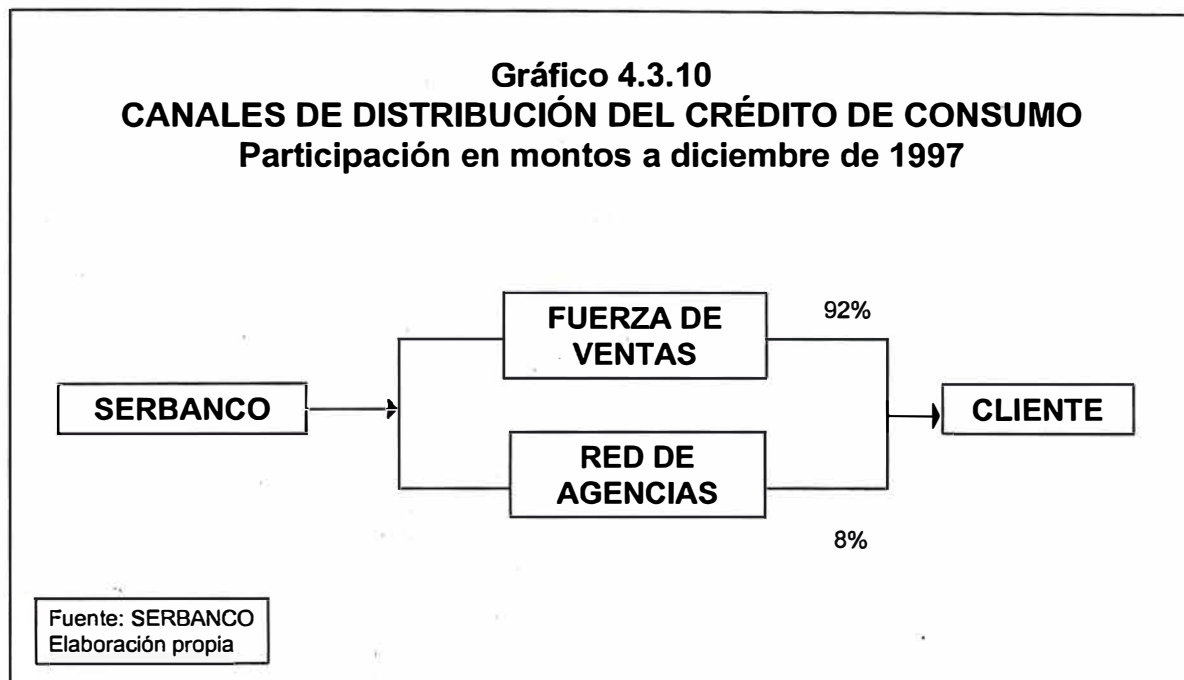 Gráfico 4.3.10
CANALES DE DISTRIBUCIÓN DEL CRÉDITO DE CONSUMO
Participación en montos a diciembre de 1997
FUERZA DE
VENTAS
92%
SERBANCO
CLIENTE
RED DE
AGENCIAS
8%
Fuente: SERBANCO
Elaboración propia